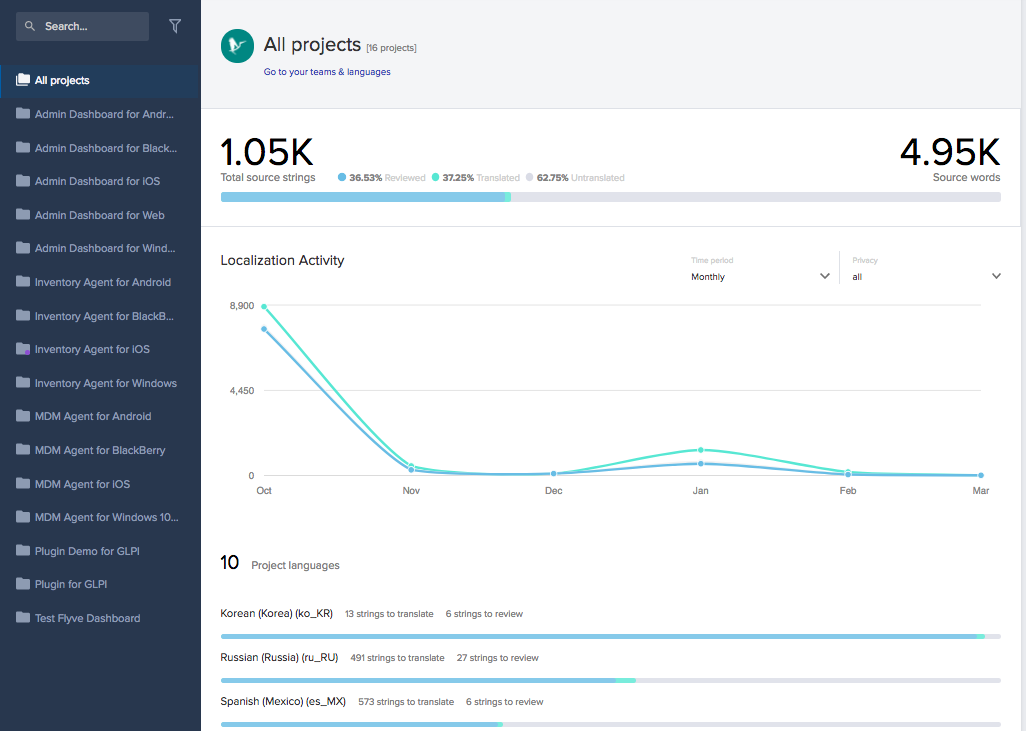 Search...
All projects
Admin Dashboard for Andr...
Admin Dashboard for Black...
Admin Dashboard for iOS
Admin Dashboard for Web
Admin Dashboard for Wind...
Inventory Agent for Android
Inventory Agent for BlackB...
Inventory Agent for iOS
Inventory Agent for Windows
MDM Agent for Android
MDM Agent for BlackBerry
MDM Agent for iOS
MDM Agent for Windows 10...
Plugin Demo for GLPI
Plugin for GLPI
Test Flyve Dashboard
All projects [16 projects]
Go to your teams & languages
1.05K 4.95K
Total source strings 36.53% Reviewed 37.25% Translated 62.75% Untranslated Source words
Localization Activity
Time period Privacy
Monthly all
8,900
4,450
0
Oct Nov Dec Jan Feb Mar
10 Project languages
Korean (Korea) (ko_KR) 13 strings to translate 6 strings to review
Russian (Russia) (ru_RU) 491 strings to translate 27 strings to review
Spanish (Mexico) (es_MX) 573 strings to translate 6 strings to review